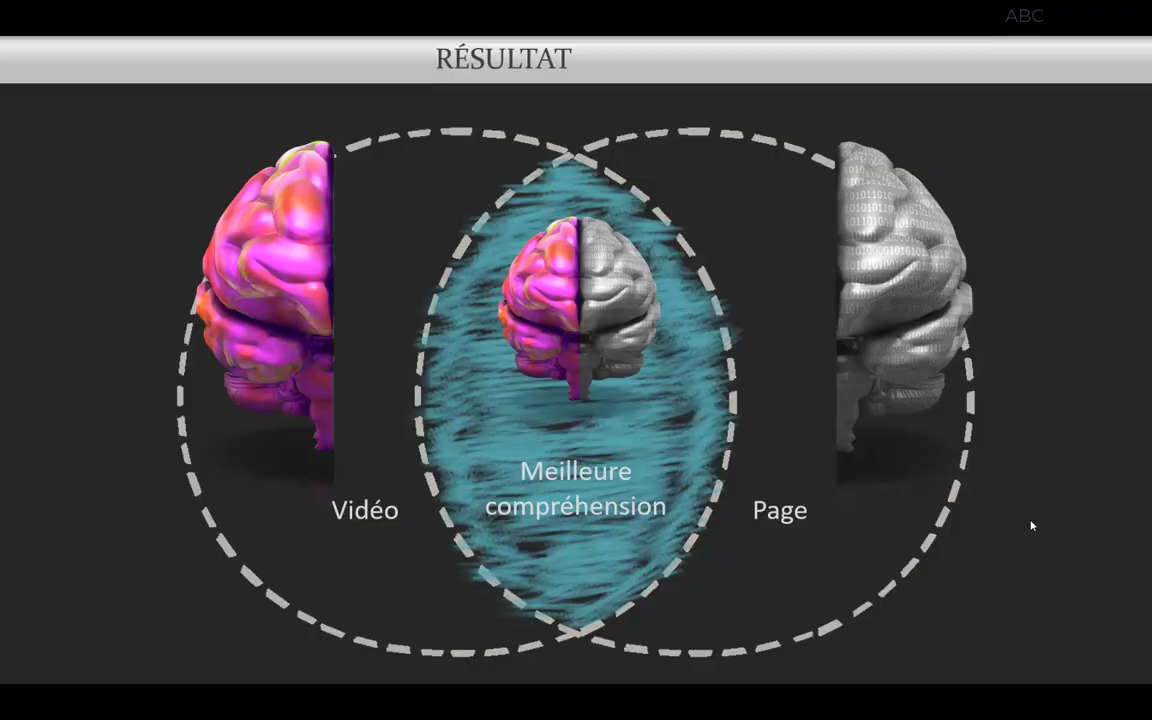 ABC
RÉSULTAT
Meilleure
compréhension
Vidéo
Page